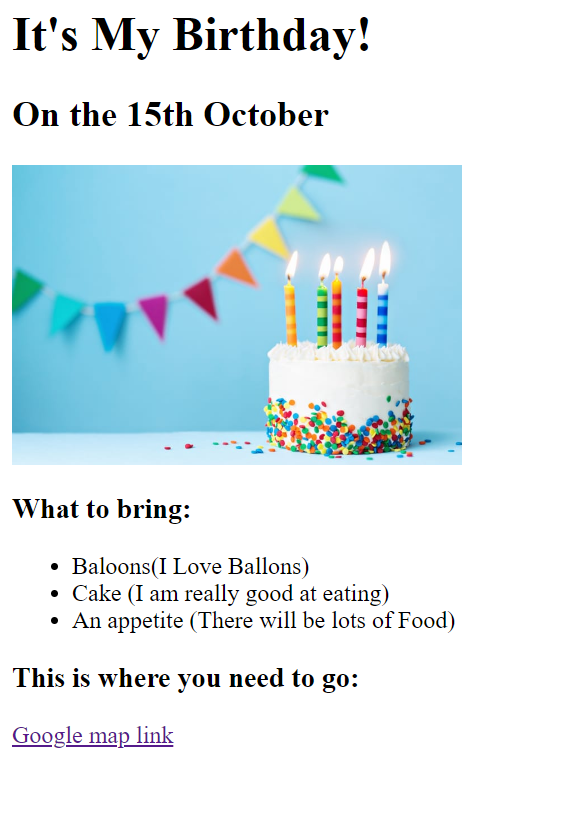 It's My Birthday!
On the 15th October
What to bring:
Baloons(I Love Ballons)
Cake (I am really good at eating)
An appetite (There will be lots of Food)
This is where you need to go:
Google map link